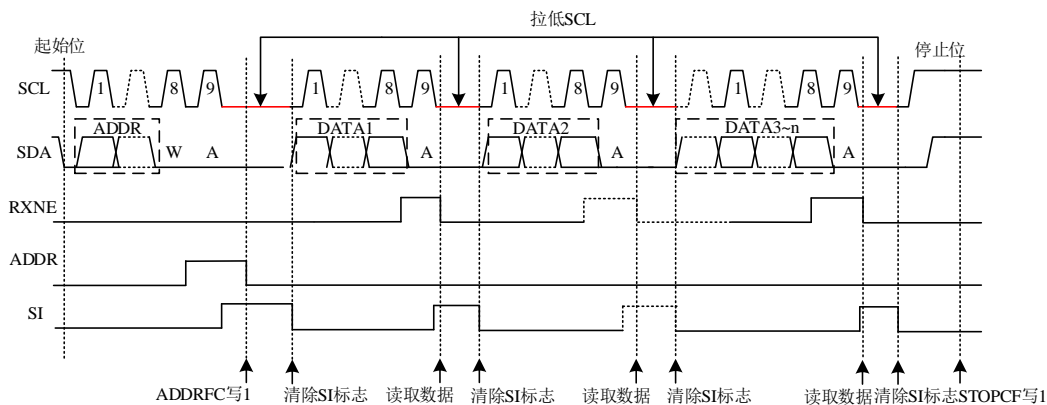 拉低SCL
起始位
停止位
SCL
1
8
9
1
8
9
1
8
9
1
8
9
SDA
ADDR
W
A
DATA1
A
DATA2
A
DATA3~n
A
RXNE
ADDR
SI
ADDRFC写1
清除SI标志
读取数据
清除SI标志
读取数据
清除SI标志
读取数据
清除SI标志
STOPCF写1